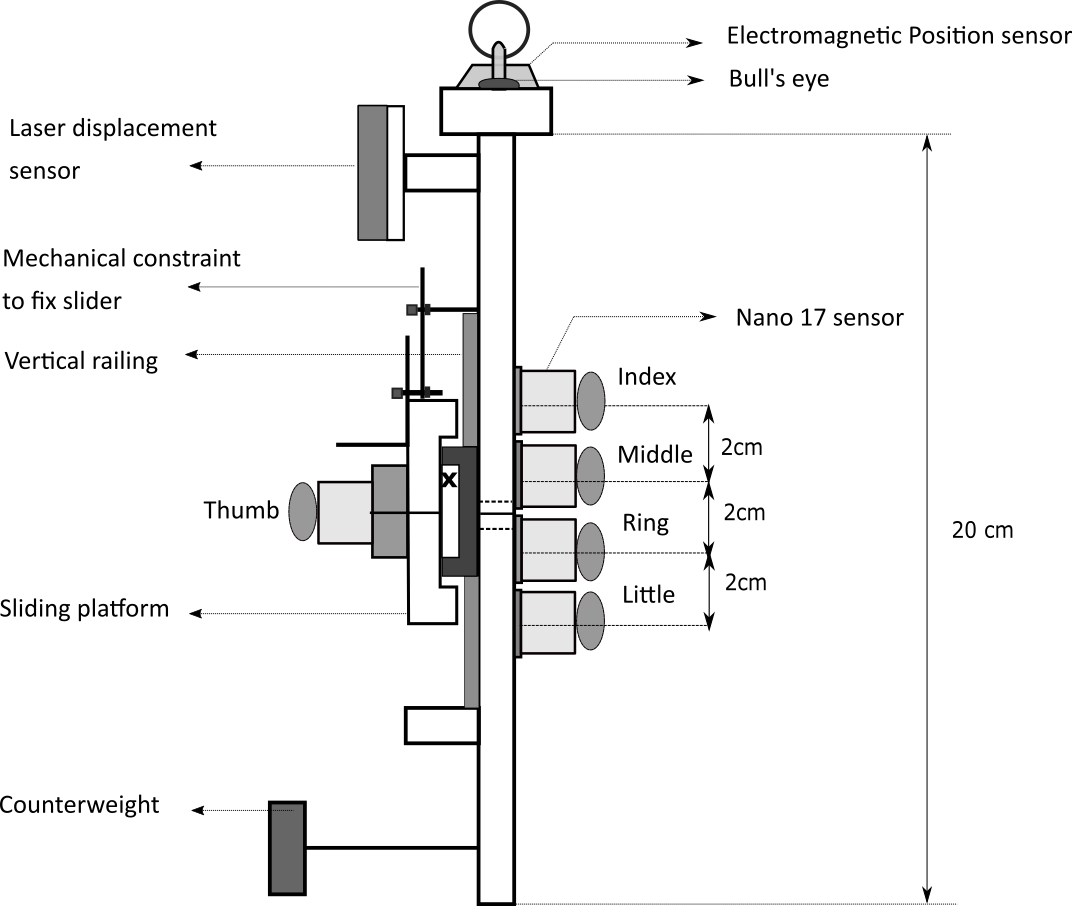 Electromagnetic Position sensor
Bull's eye
Laser displacement
sensor
Mechanical constraint
to fix slider
Nano 17 sensor
Vertical railing
Index
2cm
Middle
Thumb
2cm
Ring
20 cm
2cm
Little
Sliding platform
Counterweight
x